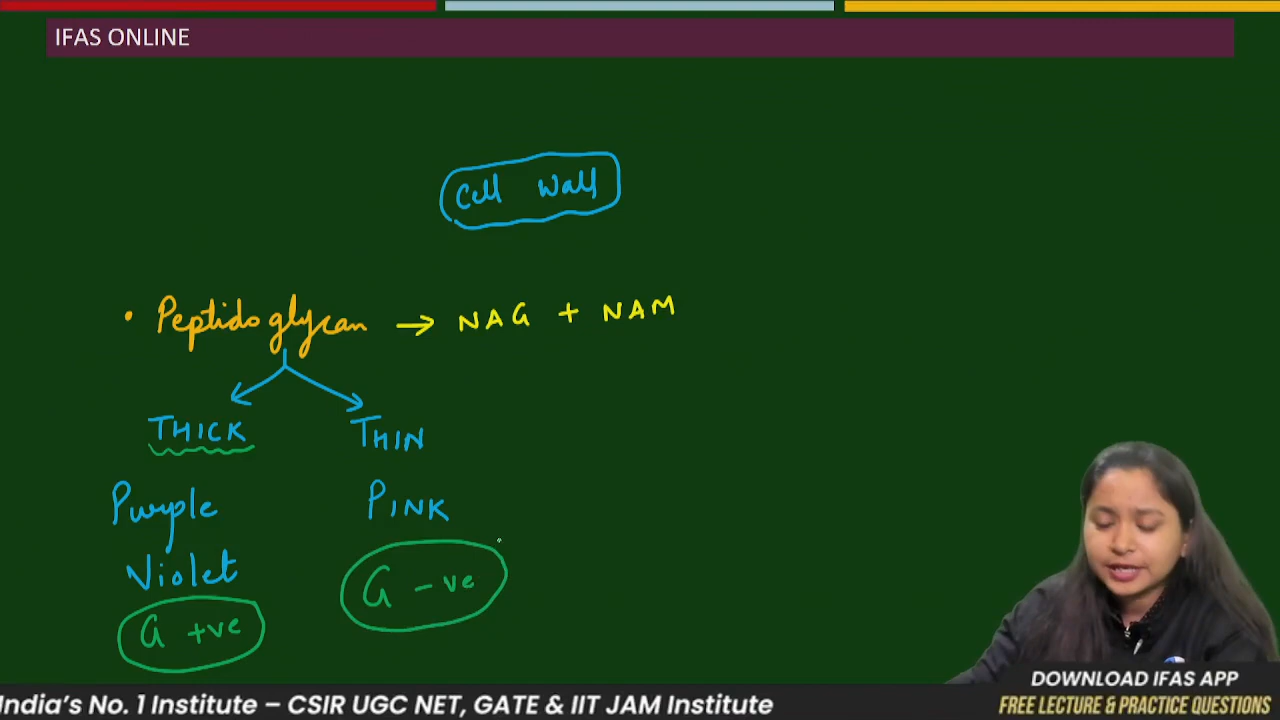 IFAS ONLINE
Cell Wall
• Peptidoglycan → NAG + NAM
THICK THIN
Purple PINK
Violet G -ve
G +ve
DOWNLOAD IFAS APP
India's No. 1 Institute – CSIR UGC NET, GATE & IIT JAM Institute
FREE LECTURE & PRACTICE QUESTIONS